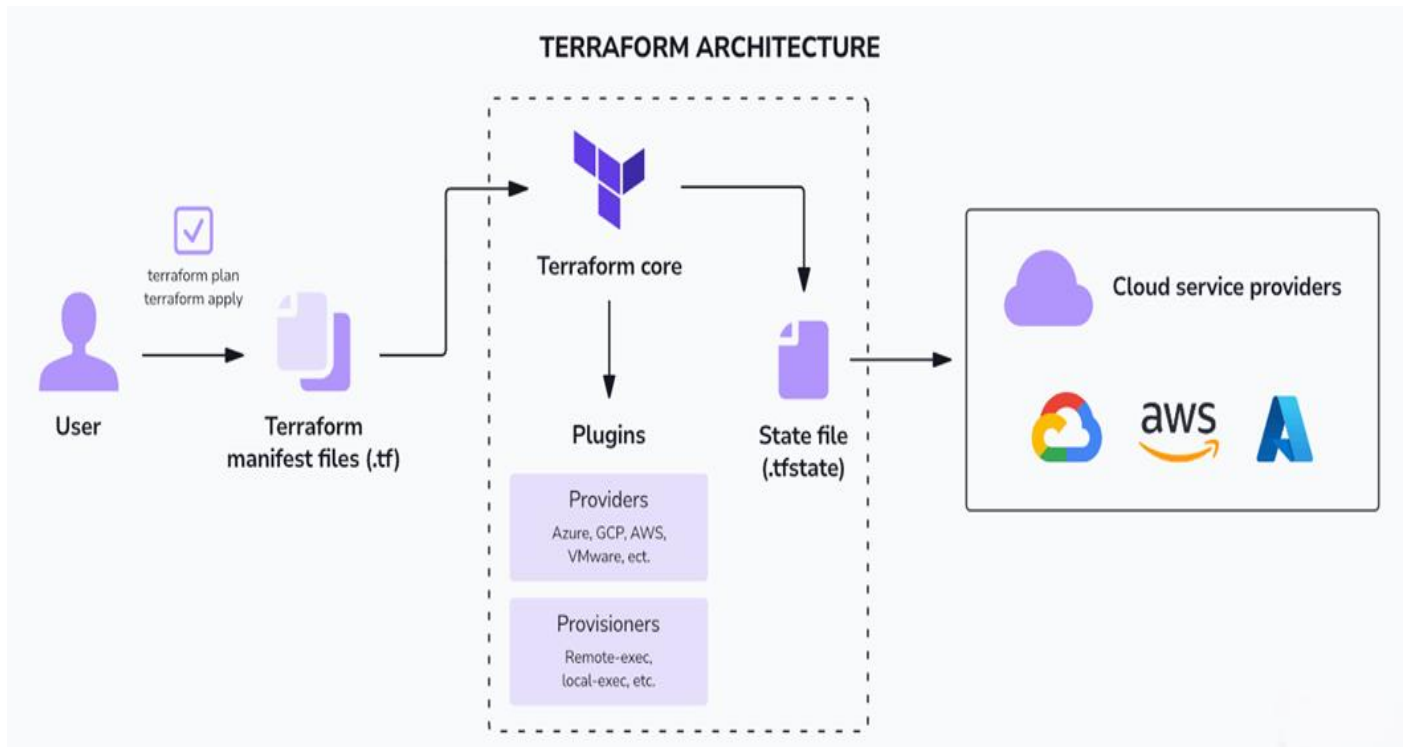 TERRAFORM ARCHITECTURE
terraform plan
terraform apply
User
Terraform
manifest files (.tf)
Terraform core
Plugins
Providers
Azure, GCP, AWS,
VMware, ect.
Provisioners
Remote-exec,
local-exec, etc.
State file
(.tfstate)
Cloud service providers
aws